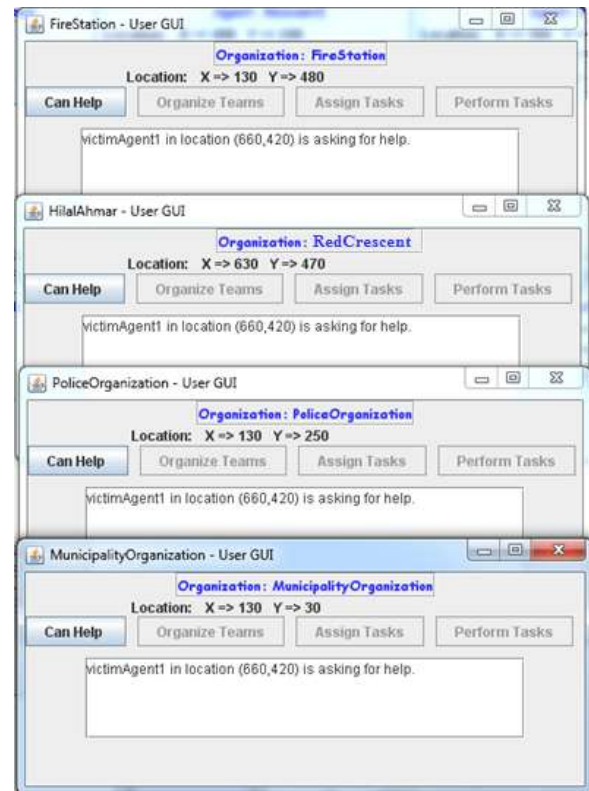 FireStation - User GUI
Organization: FireStation
Location: X => 130 Y => 480
Can Help Organize Teams Assign Tasks Perform Tasks
victimAgent1 in location (660,420) is asking for help.
HilalAhmar - User GUI
Organization: RedCrescent
Location: X => 630 Y => 470
Can Help Organize Teams Assign Tasks Perform Tasks
victimAgent1 in location (660,420) is asking for help.
PoliceOrganization - User GUI
Organization: PoliceOrganization
Location: X => 130 Y => 250
Can Help Organize Teams Assign Tasks Perform Tasks
victimAgent1 in location (660,420) is asking for help.
MunicipalityOrganization - User GUI
Organization: MunicipalityOrganization
Location: X => 130 Y => 30
Can Help Organize Teams Assign Tasks Perform Tasks
victimAgent1 in location (660,420) is asking for help.